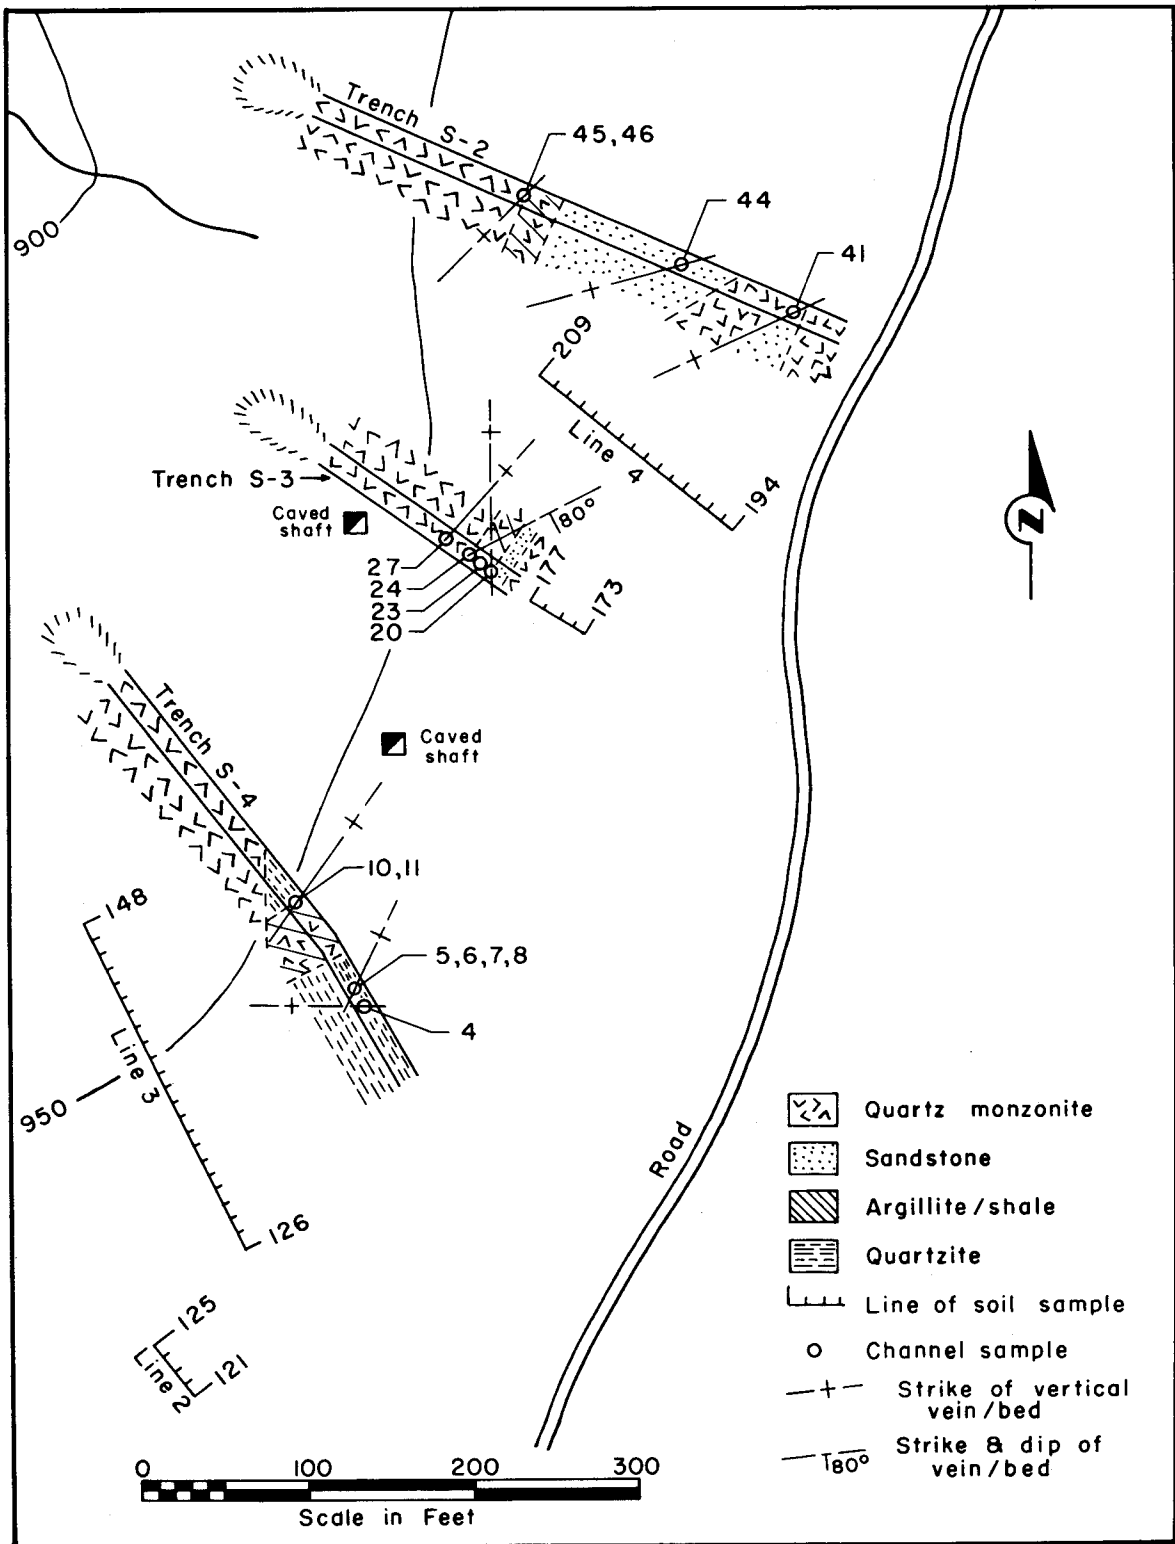 Trench S-2
45,46
44
41
900
209
Line 4
194
Trench S-3
Caved
shaft
80°
27
24
23
20
177
173
N
Trench S-4
Caved
shaft
10,11
148
5,6,7,8
4
Line 3
950
126
125
Line 2
121
Road
Quartz monzonite
Sandstone
Argillite/shale
Quartzite
Line of soil sample
Channel sample
Strike of vertical
vein/bed
80°
Strike & dip of
vein/bed
0 100 200 300
Scale in Feet